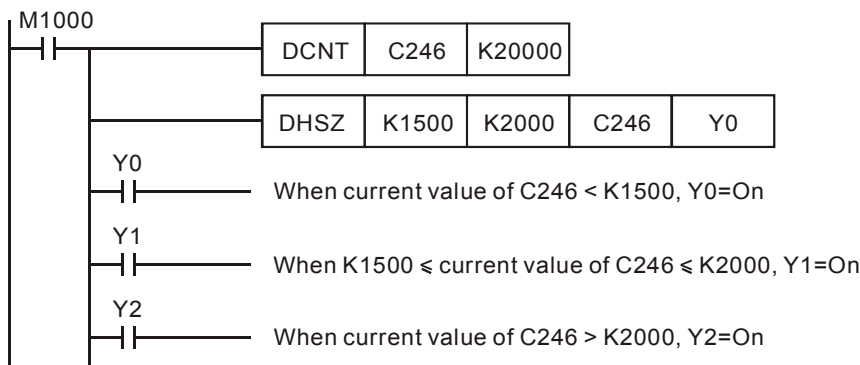 M1000
DCNT C246 K20000
DHSZ K1500 K2000 C246 Y0
Y0
When current value of C246 < K1500, Y0=On
Y1
When K1500 ⩽ current value of C246 ⩽ K2000, Y1=On
Y2
When current value of C246 > K2000, Y2=On